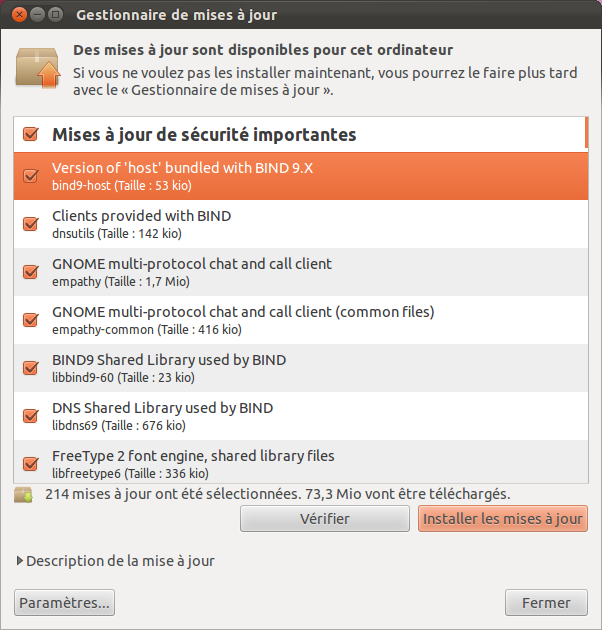 Gestionnaire de mises à jour
Des mises à jour sont disponibles pour cet ordinateur
Si vous ne voulez pas les installer maintenant, vous pourrez le faire plus tard
avec le « Gestionnaire de mises à jour ».
Mises à jour de sécurité importantes
Version of 'host' bundled with BIND 9.X
bind9-host (Taille : 53 kio)
Clients provided with BIND
dnsutils (Taille : 142 kio)
GNOME multi-protocol chat and call client
empathy (Taille : 1,7 Mio)
GNOME multi-protocol chat and call client (common files)
empathy-common (Taille : 416 kio)
BIND9 Shared Library used by BIND
libbind9-60 (Taille : 23 kio)
DNS Shared Library used by BIND
libdns69 (Taille : 676 kio)
FreeType 2 font engine, shared library files
libfreetype6 (Taille : 336 kio)
214 mises à jour ont été sélectionnées. 73,3 Mio vont être téléchargés.
Vérifier
Installer les mises à jour
Description de la mise à jour
Paramètres...
Fermer